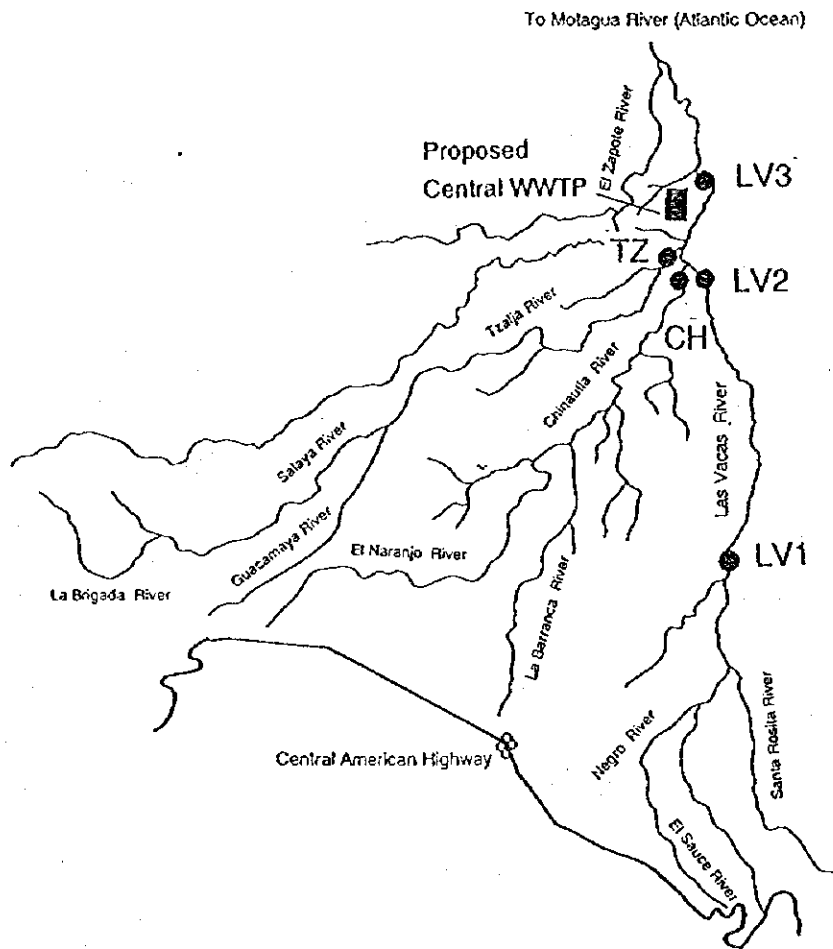 To Motagua River (Atlantic Ocean)
El Zapote River
Proposed
Central WWTP
LV3
TZ
LV2
CH
Tzalja River
Chinautla River
Las Vacas River
Salaya River
Guacamaya River
El Naranjo River
La Brigada River
La Barranca River
LV1
Central American Highway
Negro River
Santa Rosita River
El Sauce River